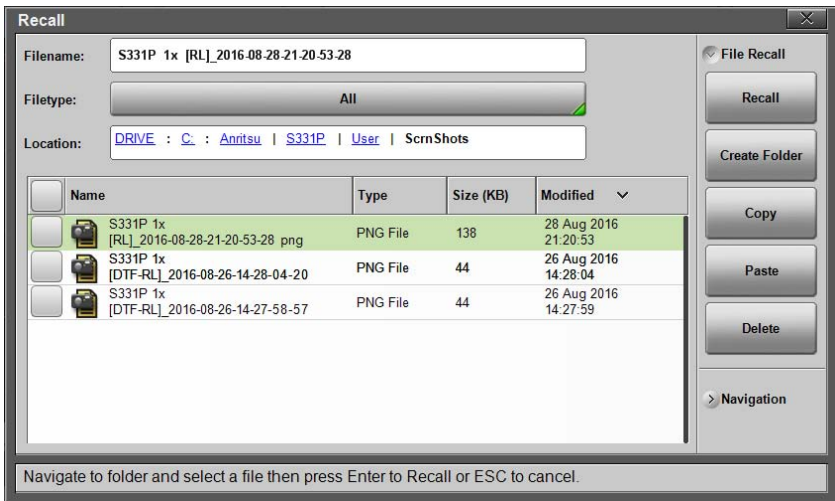 Recall
Filename: S331P 1x [RL]_2016-08-28-21-20-53-28
Filetype: All
Location: DRIVE : C: : Anritsu | S331P | User | ScrnShots
Name Type Size (KB) Modified
S331P 1x
[RL]_2016-08-28-21-20-53-28 png PNG File 138 28 Aug 2016
21:20:53
S331P 1x
[DTF-RL]_2016-08-26-14-28-04-20 PNG File 44 26 Aug 2016
14:28:04
S331P 1x
[DTF-RL]_2016-08-26-14-27-58-57 PNG File 44 26 Aug 2016
14:27:59
File Recall
Recall
Create Folder
Copy
Paste
Delete
Navigation
Navigate to folder and select a file then press Enter to Recall or ESC to cancel.